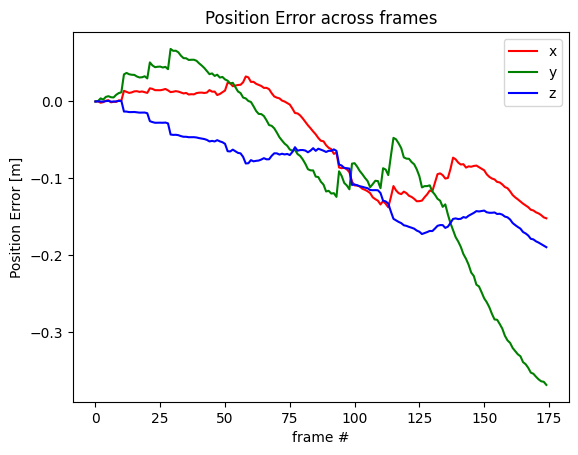 Position Error across frames
x
y
z
Position Error [m]
0.0
−0.1
−0.2
−0.3
0
25
50
75
100
125
150
175
frame #